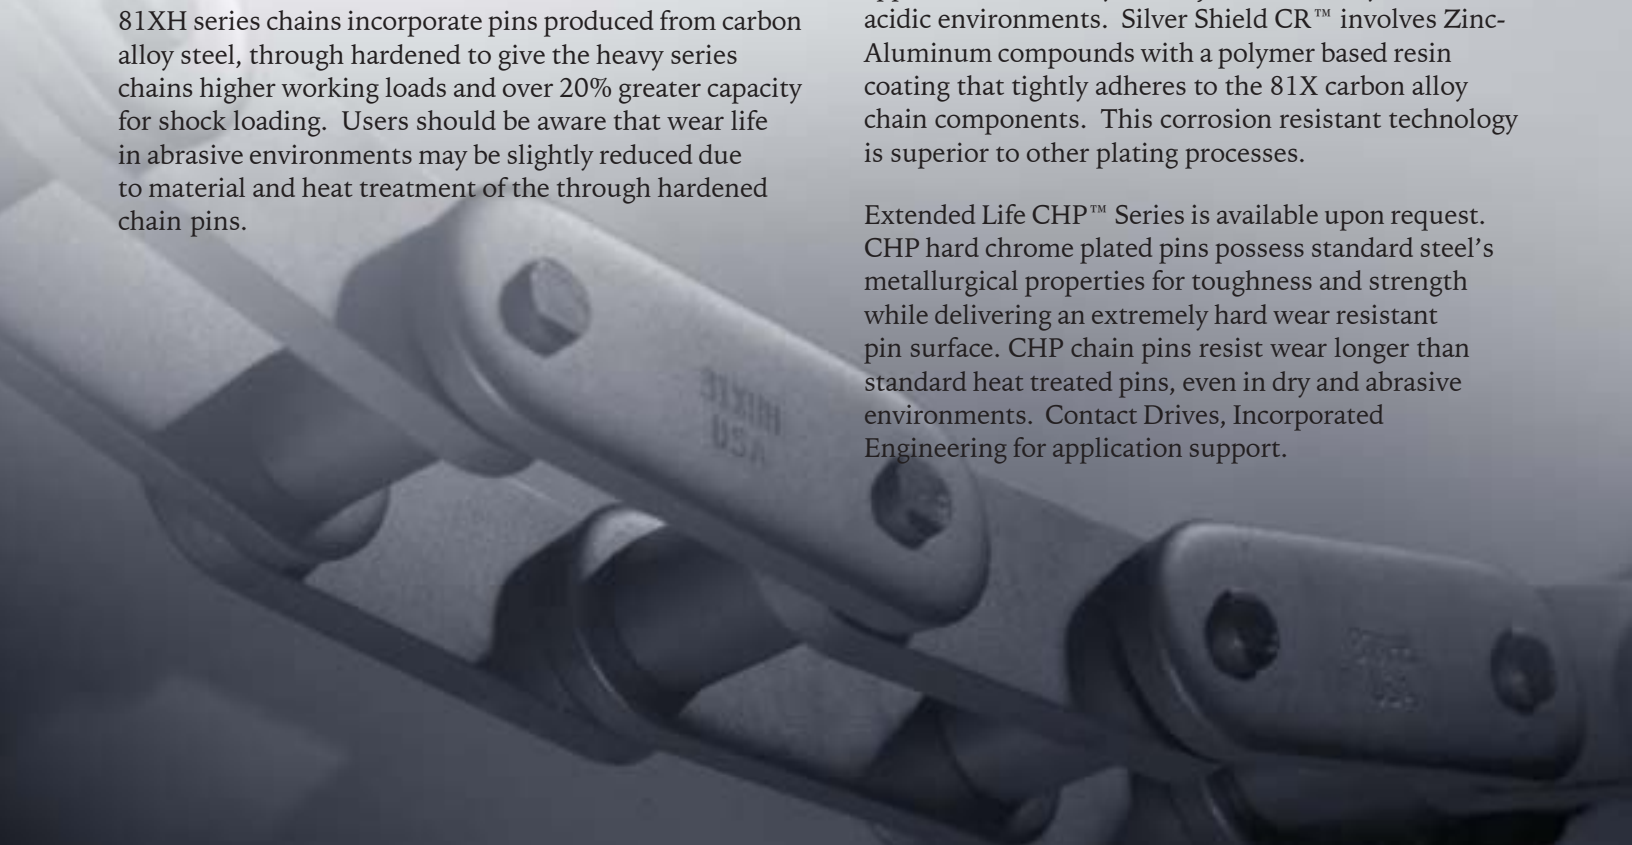 81XH series chains incorporate pins produced from carbon
alloy steel, through hardened to give the heavy series
chains higher working loads and over 20% greater capacity
for shock loading.  Users should be aware that wear life
in abrasive environments may be slightly reduced due
to material and heat treatment of the through hardened
chain pins.
acidic environments.  Silver Shield CR™ involves Zinc-
Aluminum compounds with a polymer based resin
coating that tightly adheres to the 81X carbon alloy
chain components.  This corrosion resistant technology
is superior to other plating processes.
Extended Life CHP™ Series is available upon request.
CHP hard chrome plated pins possess standard steel’s
metallurgical properties for toughness and strength
while delivering an extremely hard wear resistant
pin surface. CHP chain pins resist wear longer than
standard heat treated pins, even in dry and abrasive
environments.  Contact Drives, Incorporated
Engineering for application support.
USA